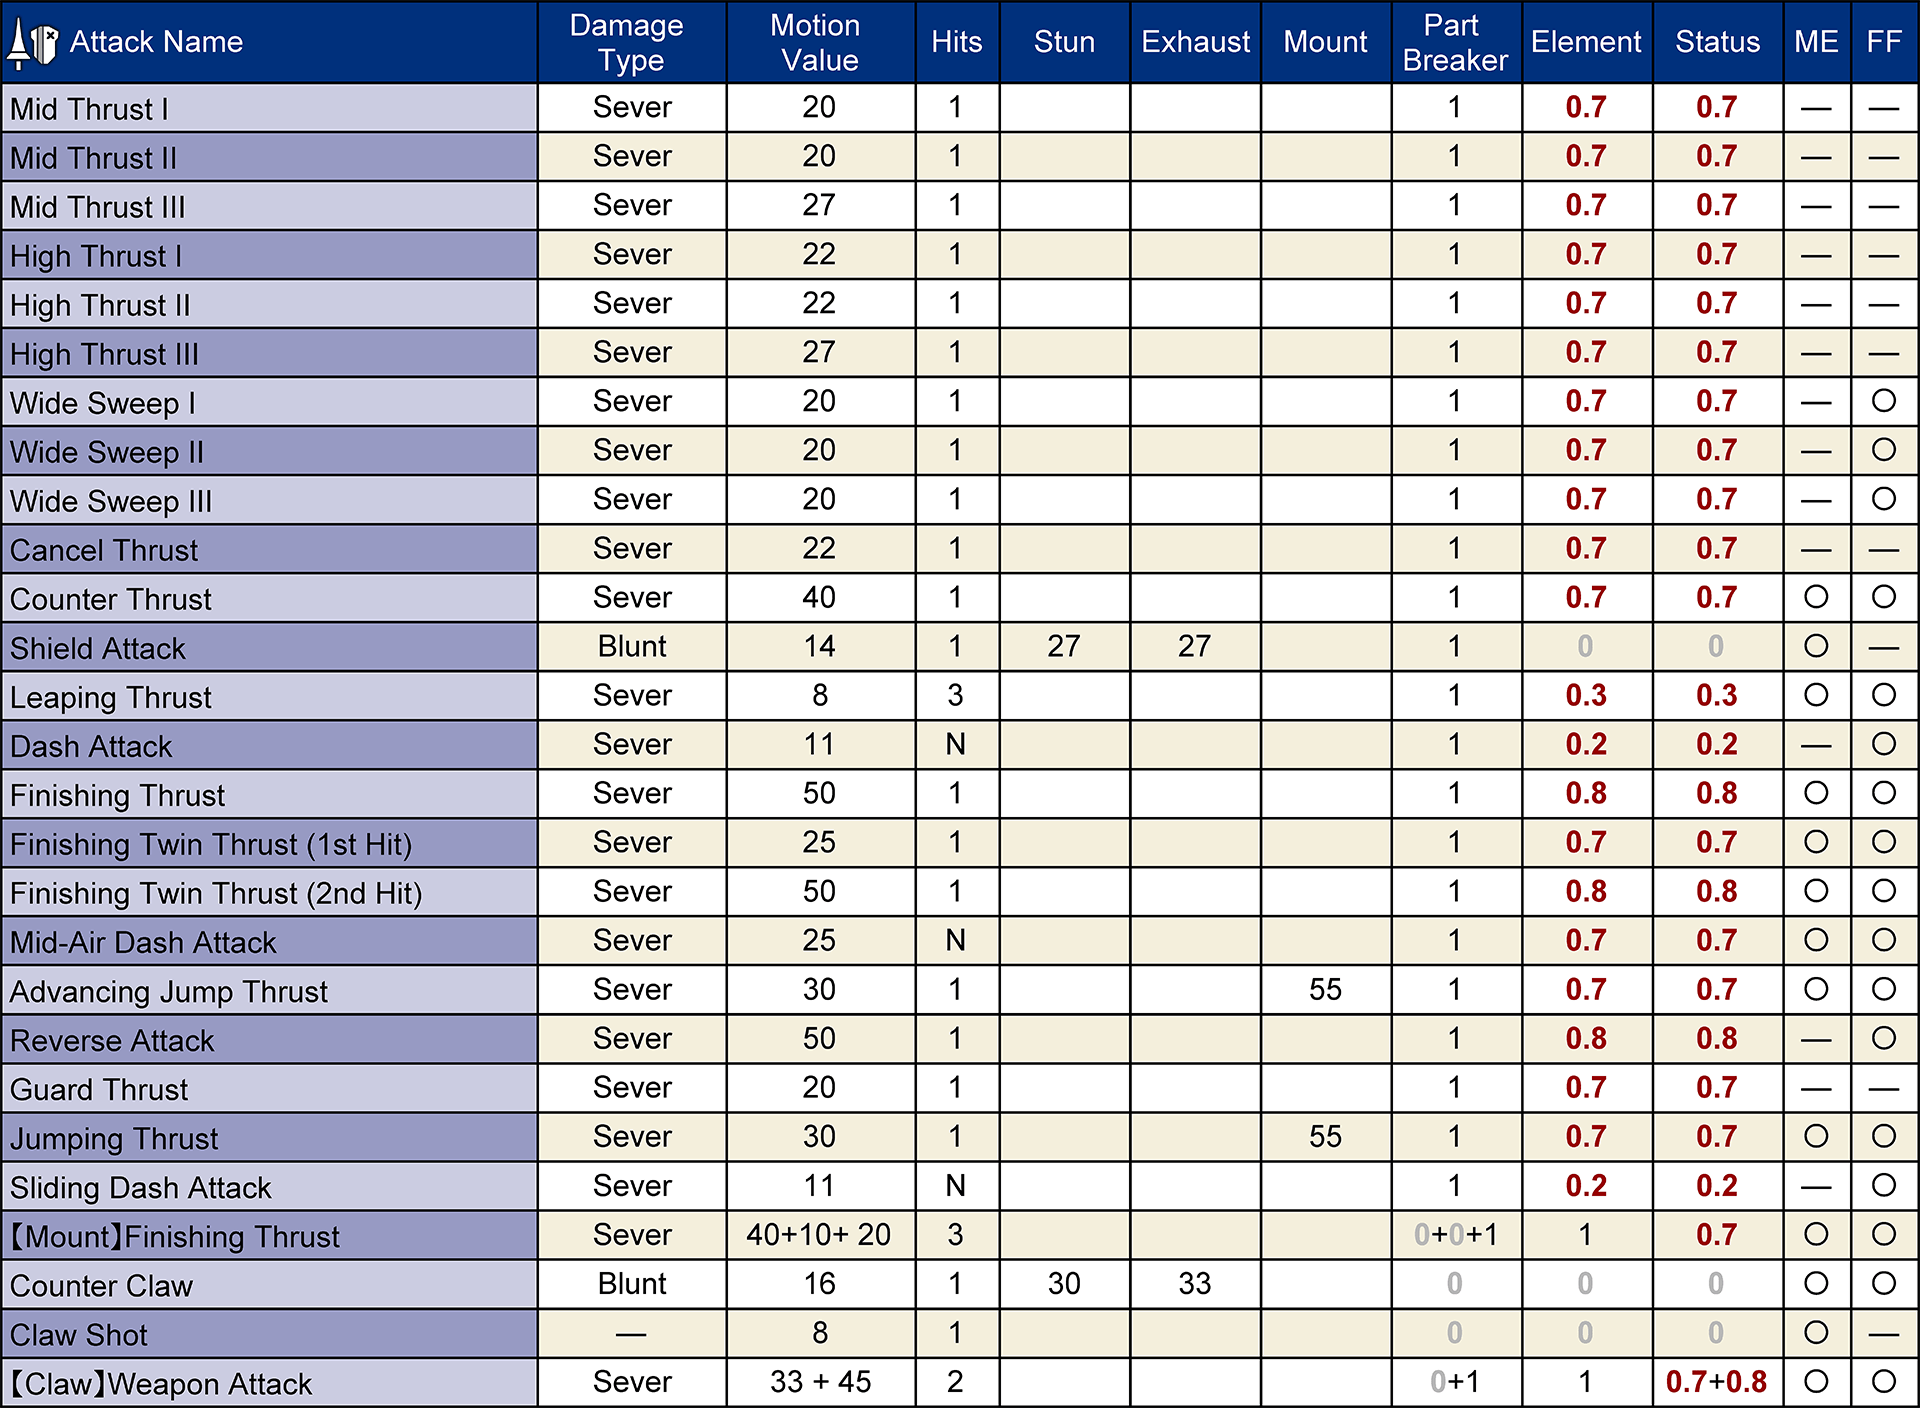 Attack Name Damage Type Motion Value Hits Stun Exhaust Mount Part Breaker Element Status ME FF
Mid Thrust I Sever 20 1 1 0.7 0.7 — —
Mid Thrust II Sever 20 1 1 0.7 0.7 — —
Mid Thrust III Sever 27 1 1 0.7 0.7 — —
High Thrust I Sever 22 1 1 0.7 0.7 — —
High Thrust II Sever 22 1 1 0.7 0.7 — —
High Thrust III Sever 27 1 1 0.7 0.7 — —
Wide Sweep I Sever 20 1 1 0.7 0.7 — ○
Wide Sweep II Sever 20 1 1 0.7 0.7 — ○
Wide Sweep III Sever 20 1 1 0.7 0.7 — ○
Cancel Thrust Sever 22 1 1 0.7 0.7 — —
Counter Thrust Sever 40 1 1 0.7 0.7 ○ ○
Shield Attack Blunt 14 1 27 27 1 0 0 ○ —
Leaping Thrust Sever 8 3 1 0.3 0.3 ○ ○
Dash Attack Sever 11 N 1 0.2 0.2 — ○
Finishing Thrust Sever 50 1 1 0.8 0.8 ○ ○
Finishing Twin Thrust (1st Hit) Sever 25 1 1 0.7 0.7 ○ ○
Finishing Twin Thrust (2nd Hit) Sever 50 1 1 0.8 0.8 ○ ○
Mid-Air Dash Attack Sever 25 N 1 0.7 0.7 ○ ○
Advancing Jump Thrust Sever 30 1 55 1 0.7 0.7 ○ ○
Reverse Attack Sever 50 1 1 0.8 0.8 — ○
Guard Thrust Sever 20 1 1 0.7 0.7 — —
Jumping Thrust Sever 30 1 55 1 0.7 0.7 ○ ○
Sliding Dash Attack Sever 11 N 1 0.2 0.2 — ○
【Mount】Finishing Thrust Sever 40+10+ 20 3 0+0+1 1 0.7 ○ ○
Counter Claw Blunt 16 1 30 33 0 0 0 ○ ○
Claw Shot — 8 1 0 0 0 ○ —
【Claw】Weapon Attack Sever 33 + 45 2 0+1 1 0.7+0.8 ○ ○